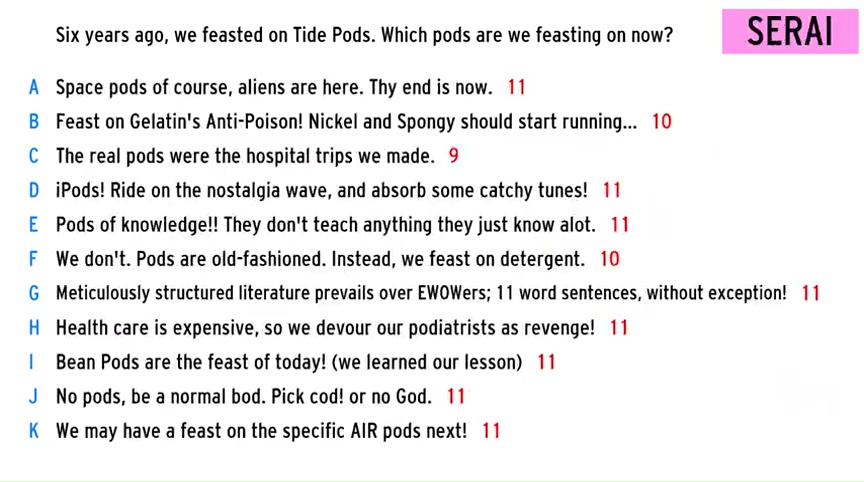 Six years ago, we feasted on Tide Pods. Which pods are we feasting on now?
SERAI
A Space pods of course, aliens are here. Thy end is now. 11
B Feast on Gelatin's Anti-Poison! Nickel and Spongy should start running... 10
C The real pods were the hospital trips we made. 9
D iPods! Ride on the nostalgia wave, and absorb some catchy tunes! 11
E Pods of knowledge!! They don't teach anything they just know alot. 11
F We don't. Pods are old-fashioned. Instead, we feast on detergent. 10
G Meticulously structured literature prevails over EWOWers; 11 word sentences, without exception! 11
H Health care is expensive, so we devour our podiatrists as revenge! 11
I Bean Pods are the feast of today! (we learned our lesson) 11
J No pods, be a normal bod. Pick cod! or no God. 11
K We may have a feast on the specific AIR pods next! 11